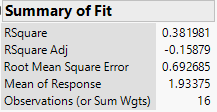 Summary of Fit
RSquare 0.381981
RSquare Adj -0.15879
Root Mean Square Error 0.692685
Mean of Response 1.93375
Observations (or Sum Wgts) 16